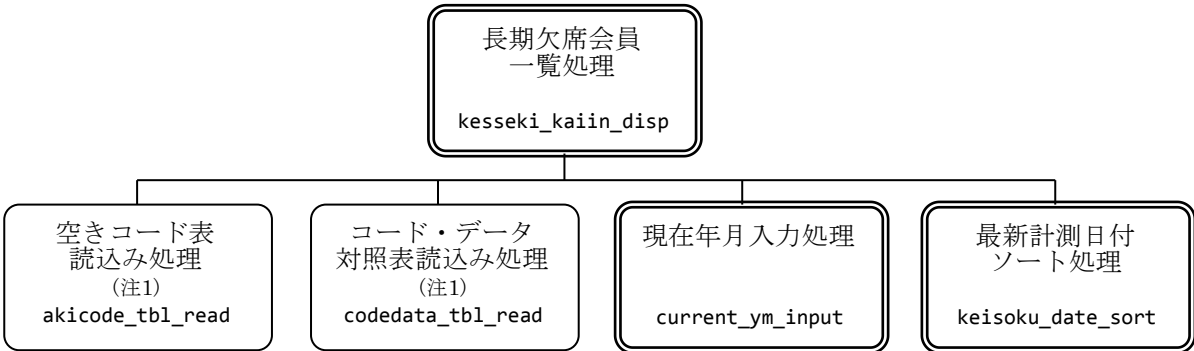 長期欠席会員
一覧処理
kesseki_kaiin_disp
空きコード表
読込み処理
（注1）
akicode_tbl_read
コード・データ
対照表読込み処理
（注1）
codedata_tbl_read
現在年月入力処理
current_ym_input
最新計測日付
ソート処理
keisoku_date_sort